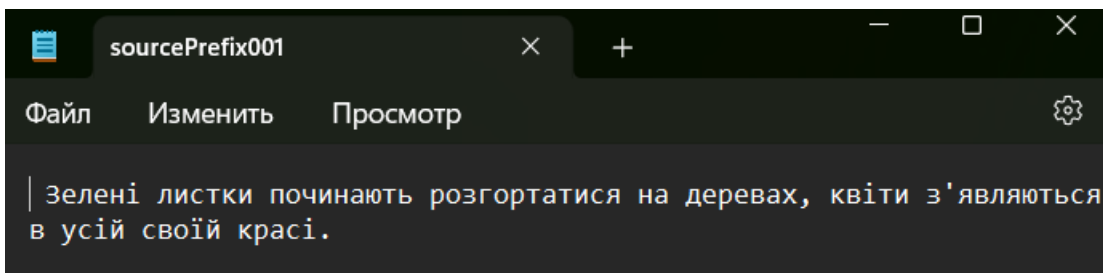 sourcePrefix001
Файл Изменить Просмотр
Зелені листки починають розгортатися на деревах, квіти з'являються
в усій своїй красі.